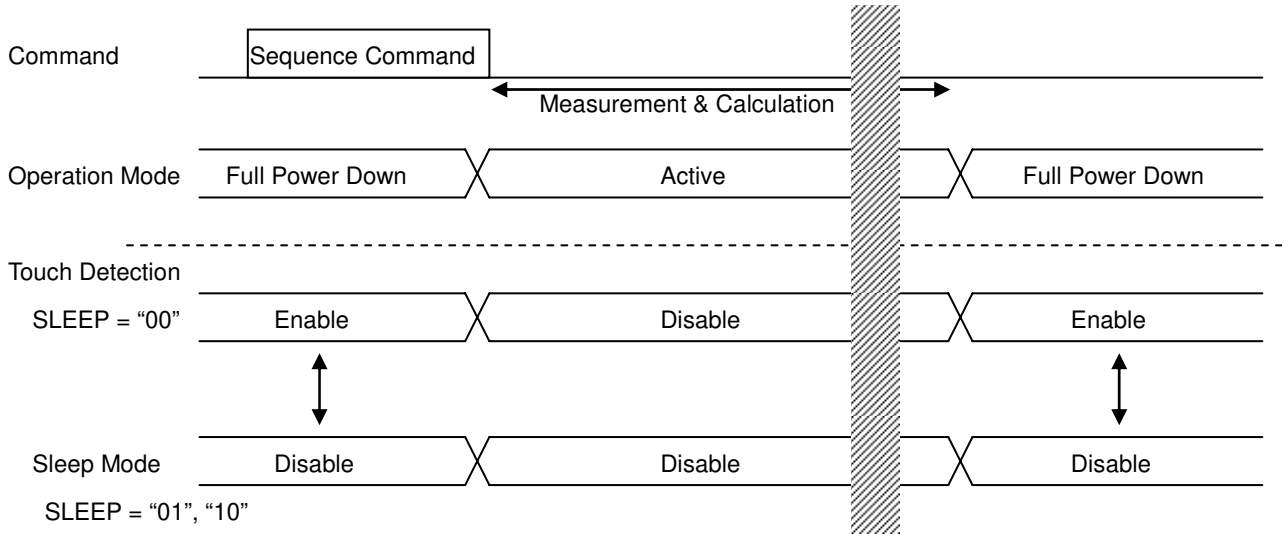 Command
Sequence Command
Measurement & Calculation
Operation Mode
Full Power Down
Active
Full Power Down
Touch Detection
SLEEP = “00”
Enable
Disable
Enable
Sleep Mode
Disable
Disable
Disable
SLEEP = “01”, “10”